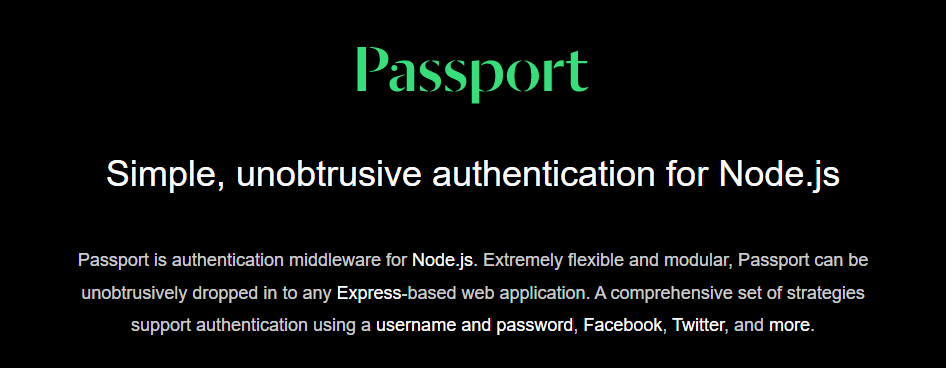 Passport
Simple, unobtrusive authentication for Node.js
Passport is authentication middleware for Node.js. Extremely flexible and modular, Passport can be
unobtrusively dropped in to any Express-based web application. A comprehensive set of strategies
support authentication using a username and password, Facebook, Twitter, and more.